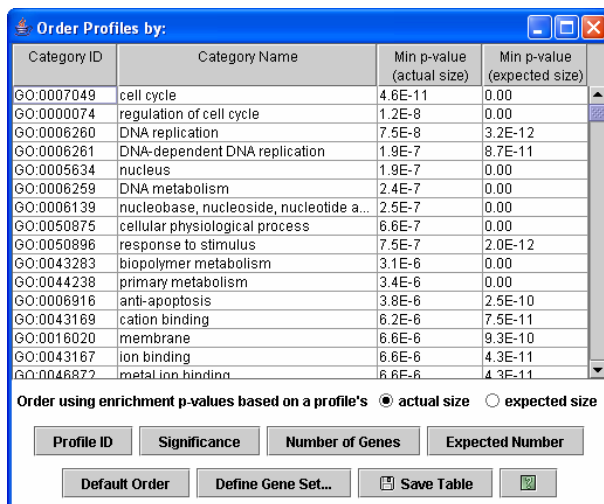 Order Profiles by:
Category ID Category Name Min p-value (actual size) Min p-value (expected size)
GO:0007049 cell cycle 4.6E-11 0.00
GO:0000074 regulation of cell cycle 1.2E-8 0.00
GO:0006260 DNA replication 7.5E-8 3.2E-12
GO:0006261 DNA-dependent DNA replication 1.9E-7 8.7E-11
GO:0005634 nucleus 1.9E-7 0.00
GO:0006259 DNA metabolism 2.4E-7 0.00
GO:0006139 nucleobase, nucleoside, nucleotide a... 2.5E-7 0.00
GO:0050875 cellular physiological process 6.6E-7 0.00
GO:0050896 response to stimulus 7.5E-7 2.0E-12
GO:0043283 biopolymer metabolism 3.1E-6 0.00
GO:0044238 primary metabolism 3.4E-6 0.00
GO:0006916 anti-apoptosis 3.8E-6 2.5E-10
GO:0043169 cation binding 6.2E-6 7.5E-11
GO:0016020 membrane 6.6E-6 9.3E-10
GO:0043167 ion binding 6.6E-6 4.3E-11
GO:0046872 metal ion binding 6.6E-6 4.3E-11
Order using enrichment p-values based on a profile's actual size expected size
Profile ID Significance Number of Genes Expected Number
Default Order Define Gene Set... Save Table ?